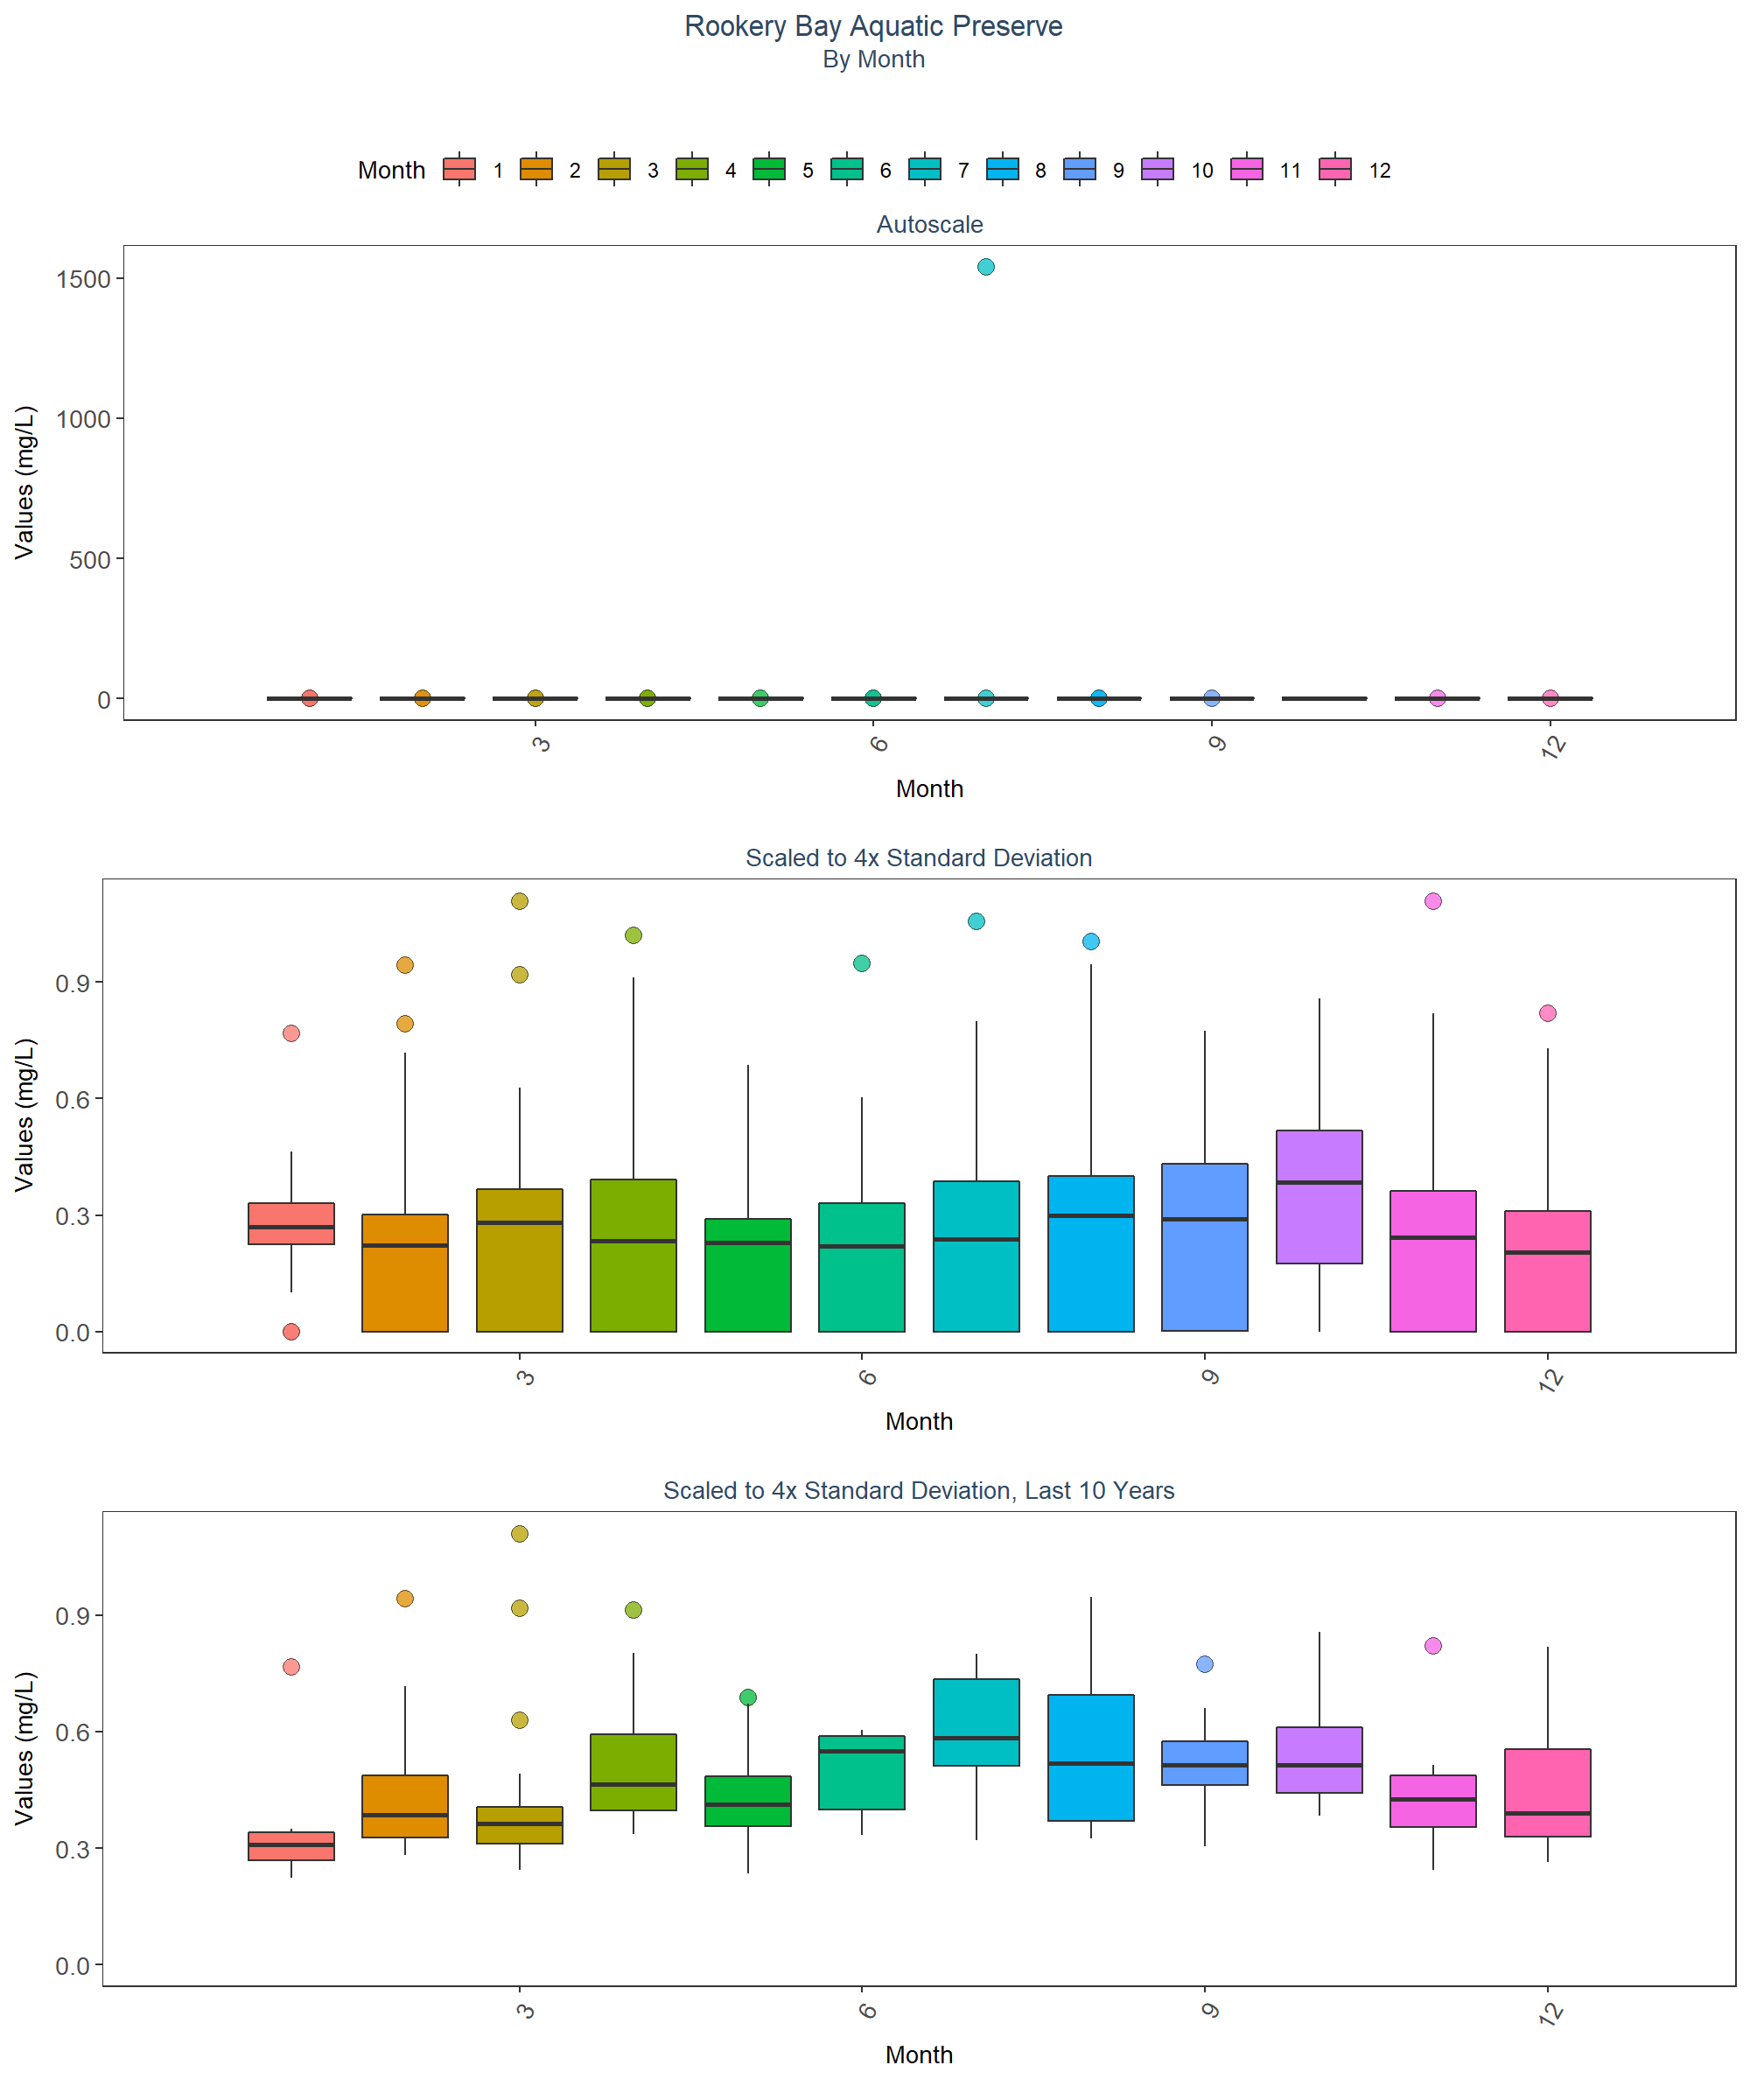 Rookery Bay Aquatic Preserve
By Month
Month 1 2 3 4 5 6 7 8 9 10 11 12
Autoscale
Values (mg/L)
1500
1000
500
0
3 6 9 12
Month
Scaled to 4x Standard Deviation
Values (mg/L)
0.9
0.6
0.3
0.0
3 6 9 12
Month
Scaled to 4x Standard Deviation, Last 10 Years
Values (mg/L)
0.9
0.6
0.3
0.0
3 6 9 12
Month